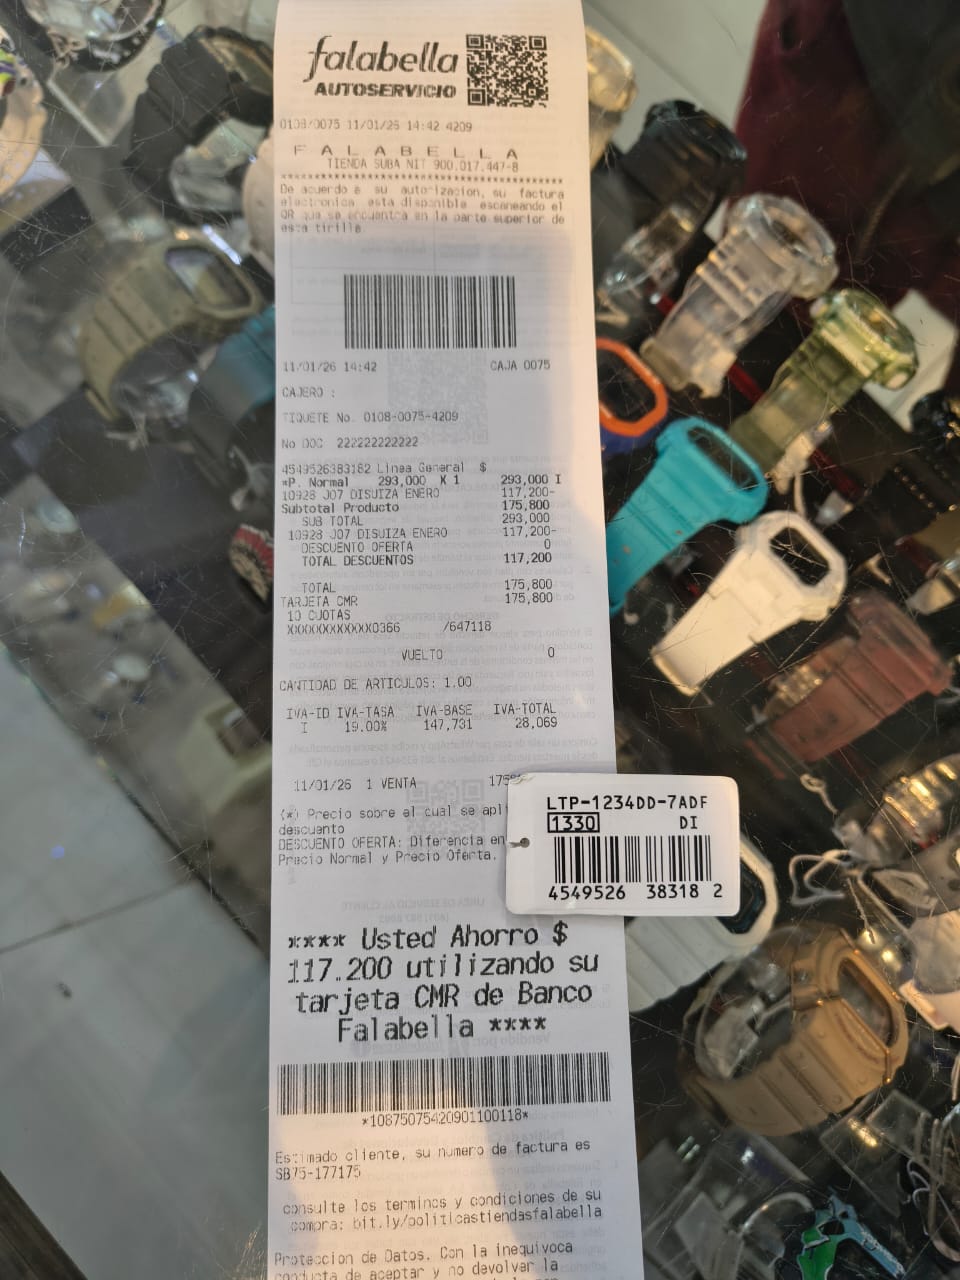 falabella
AUTOSERVICIO
0108/0075 11/01/26 14:42 4209
F A L A B E L L A
TIENDA SUBA NIT 900.017.447-8
De acuerdo a su autorizacion, su factura
electronica esta disponible escaneando el
QR que se encuentra en la parte superior de
esta tirilla
11/01/26 14:42 CAJA 0075
CAJERO :
TIQUETE No. 0108-0075-4209
No DOC 222222222222
4549526383182 Linea General $
*P. Normal 293,000 X 1 293,000 I
10928 J07 DISUIZA ENERO 117,200-
Subtotal Producto 175,800
SUB TOTAL 293,000
10928 J07 DISUIZA ENERO 117,200-
DESCUENTO OFERTA 0
TOTAL DESCUENTOS 117,200
TOTAL 175,800
TARJETA CMR 175,800
10 CUOTAS
XXXXXXXXXXXX0366 /647118
VUELTO 0
CANTIDAD DE ARTICULOS: 1.00
IVA-ID IVA-TASA IVA-BASE IVA-TOTAL
I 19.00% 147,731 28,069
11/01/26 1 VENTA
(*) Precio sobre el cual se
descuento
DESCUENTO OFERTA: Diferencia
Precio Normal y Precio Oferta.
LTP-1234DD-7ADF
1330 DI
4549526 38318 2
**** Usted Ahorro $
117.200 utilizando su
tarjeta CMR de Banco
Falabella ****
*10875075420901100118*
Estimado cliente, su numero de factura es
SB75-177175
consulte los terminos y condiciones de su
compra: bit.ly/politicastiendasfalabella
Proteccion de Datos. Con la inequivoca
conducta de aceptar y no devolver la